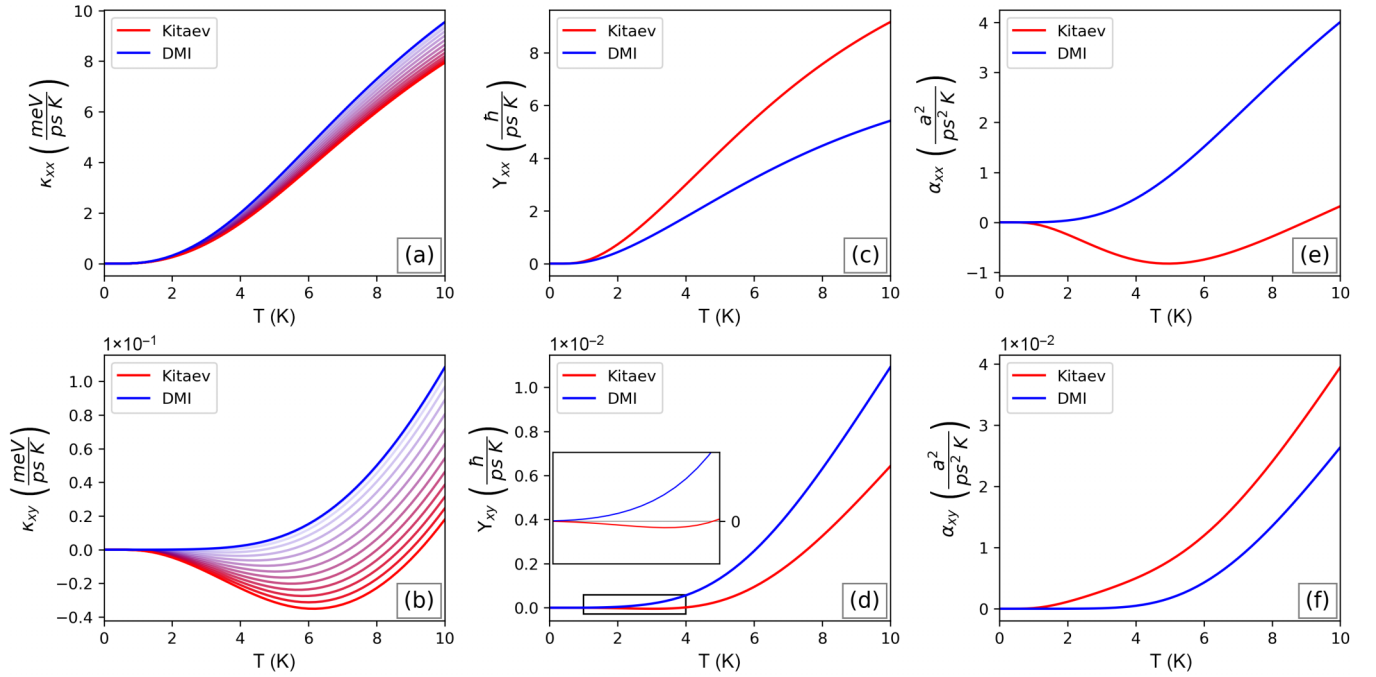 Kitaev
DMI
κxx (meV/ps K)
10
8
6
4
2
0
(a)
0 2 4 6 8 10
T (K)
Kitaev
DMI
Υxx (ħ/ps K)
8
6
4
2
0
(c)
0 2 4 6 8 10
T (K)
Kitaev
DMI
αxx (a²/ps² K)
4
3
2
1
0
−1
(e)
0 2 4 6 8 10
T (K)
1×10⁻¹
Kitaev
DMI
κxy (meV/ps K)
1.0
0.8
0.6
0.4
0.2
0.0
−0.2
−0.4
(b)
0 2 4 6 8 10
T (K)
1×10⁻²
Kitaev
DMI
Υxy (ħ/ps K)
1.0
0.8
0.6
0.4
0.2
0.0
0
(d)
0 2 4 6 8 10
T (K)
1×10⁻²
Kitaev
DMI
αxy (a²/ps² K)
4
3
2
1
0
(f)
0 2 4 6 8 10
T (K)